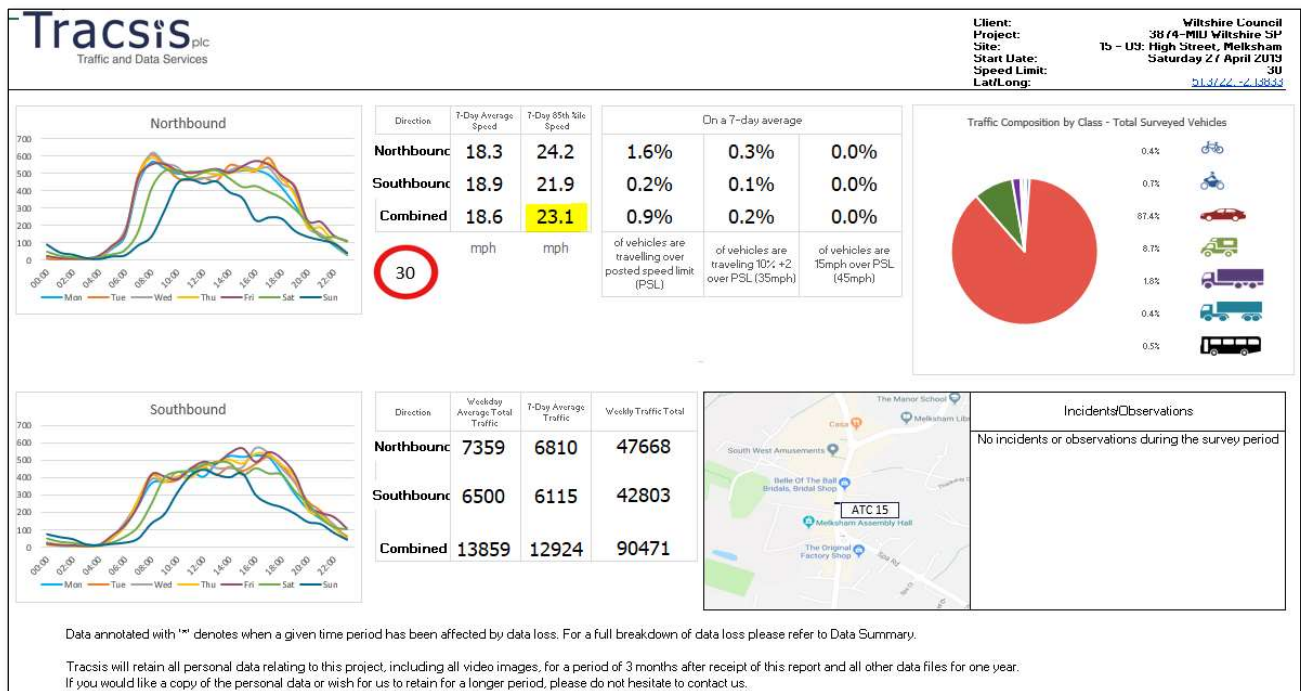 Tracsis plc
Traffic and Data Services
Client: Wiltshire Council
Project: 3874-MID Wiltshire SP
Site: 15 - 09: High Street, Melksham
Start Date: Saturday 27 April 2019
Speed Limit: 30
Lat/Long: 51.3722, -2.13833
Northbound
700
600
500
400
300
200
100
0
00:00 02:00 04:00 06:00 08:00 10:00 12:00 14:00 16:00 18:00 20:00 22:00
Mon Tue Wed Thu Fri Sat Sun
Direction 7-Day Average Speed 7-Day 85th %ile Speed On a 7-day average
Northbound 18.3 24.2 1.6% 0.3% 0.0%
Southbound 18.9 21.9 0.2% 0.1% 0.0%
Combined 18.6 23.1 0.9% 0.2% 0.0%
mph mph
30
of vehicles are
travelling over
posted speed limit
(PSL)
of vehicles are
traveling 10% +2
over PSL (35mph)
of vehicles are
15mph over PSL
(45mph)
Traffic Composition by Class - Total Surveyed Vehicles
0.4%
0.7%
87.4%
8.7%
1.8%
0.4%
0.5%
Southbound
700
600
500
400
300
200
100
0
00:00 02:00 04:00 06:00 08:00 10:00 12:00 14:00 16:00 18:00 20:00 22:00
Mon Tue Wed Thu Fri Sat Sun
Direction Weekday Average Total Traffic 7-Day Average Traffic Weekly Traffic Total
Northbound 7359 6810 47668
Southbound 6500 6115 42803
Combined 13859 12924 90471
The Manor School
Melksham Lib
Casa
South West Amusements
Belle Of The Ball
Bridals, Bridal Shop
ATC 15
Melksham Assembly Hall
The Original
Factory Shop
Spa Rd
Incidents/Observations
No incidents or observations during the survey period
Data annotated with '*' denotes when a given time period has been affected by data loss. For a full breakdown of data loss please refer to Data Summary.
Tracsis will retain all personal data relating to this project, including all video images, for a period of 3 months after receipt of this report and all other data files for one year.
If you would like a copy of the personal data or wish for us to retain for a longer period, please do not hesitate to contact us.